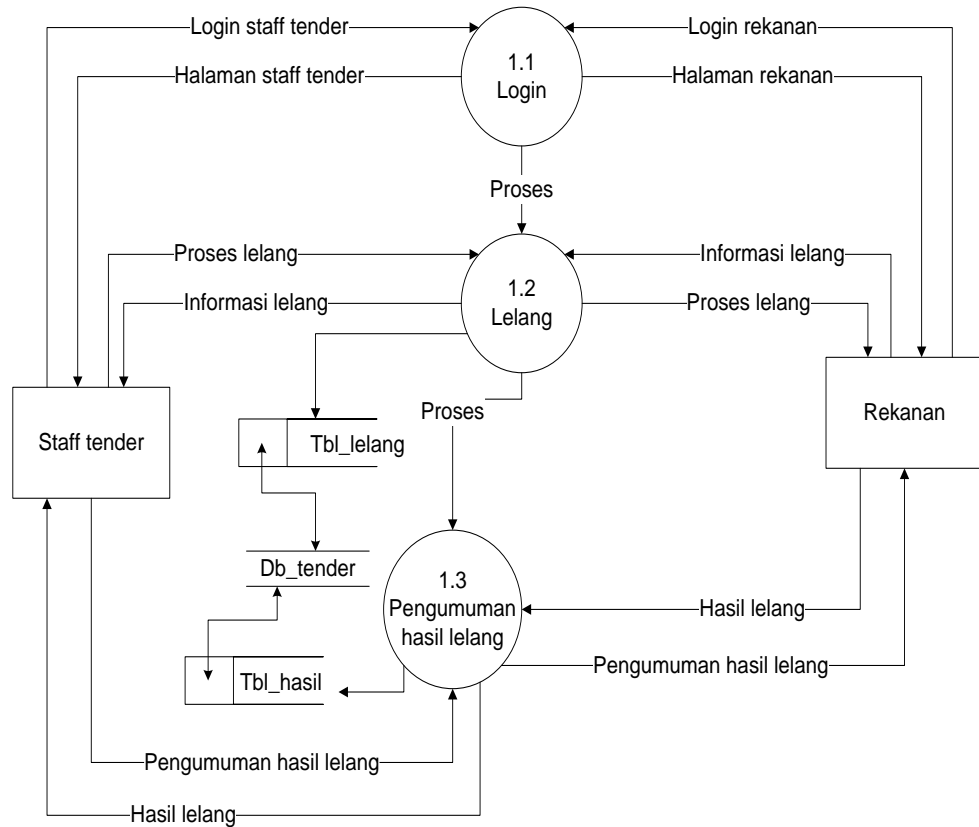 Login staff tender
Login rekanan
1.1
Login
Halaman staff tender
Halaman rekanan
Proses
Proses lelang
Informasi lelang
1.2
Lelang
Informasi lelang
Proses lelang
Proses
Staff tender
Tbl_lelang
Rekanan
Db_tender
1.3
Pengumuman
hasil lelang
Hasil lelang
Pengumuman hasil lelang
Tbl_hasil
Pengumuman hasil lelang
Hasil lelang